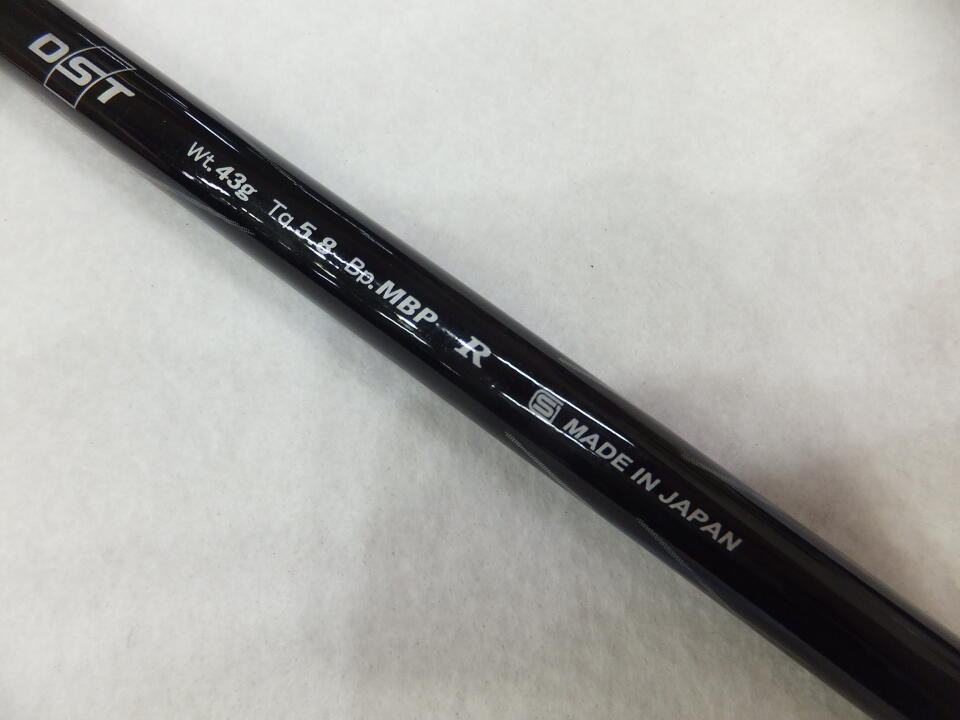 DST
Wt.43g Tq.5.8 Bp.MBP R
S MADE IN JAPAN